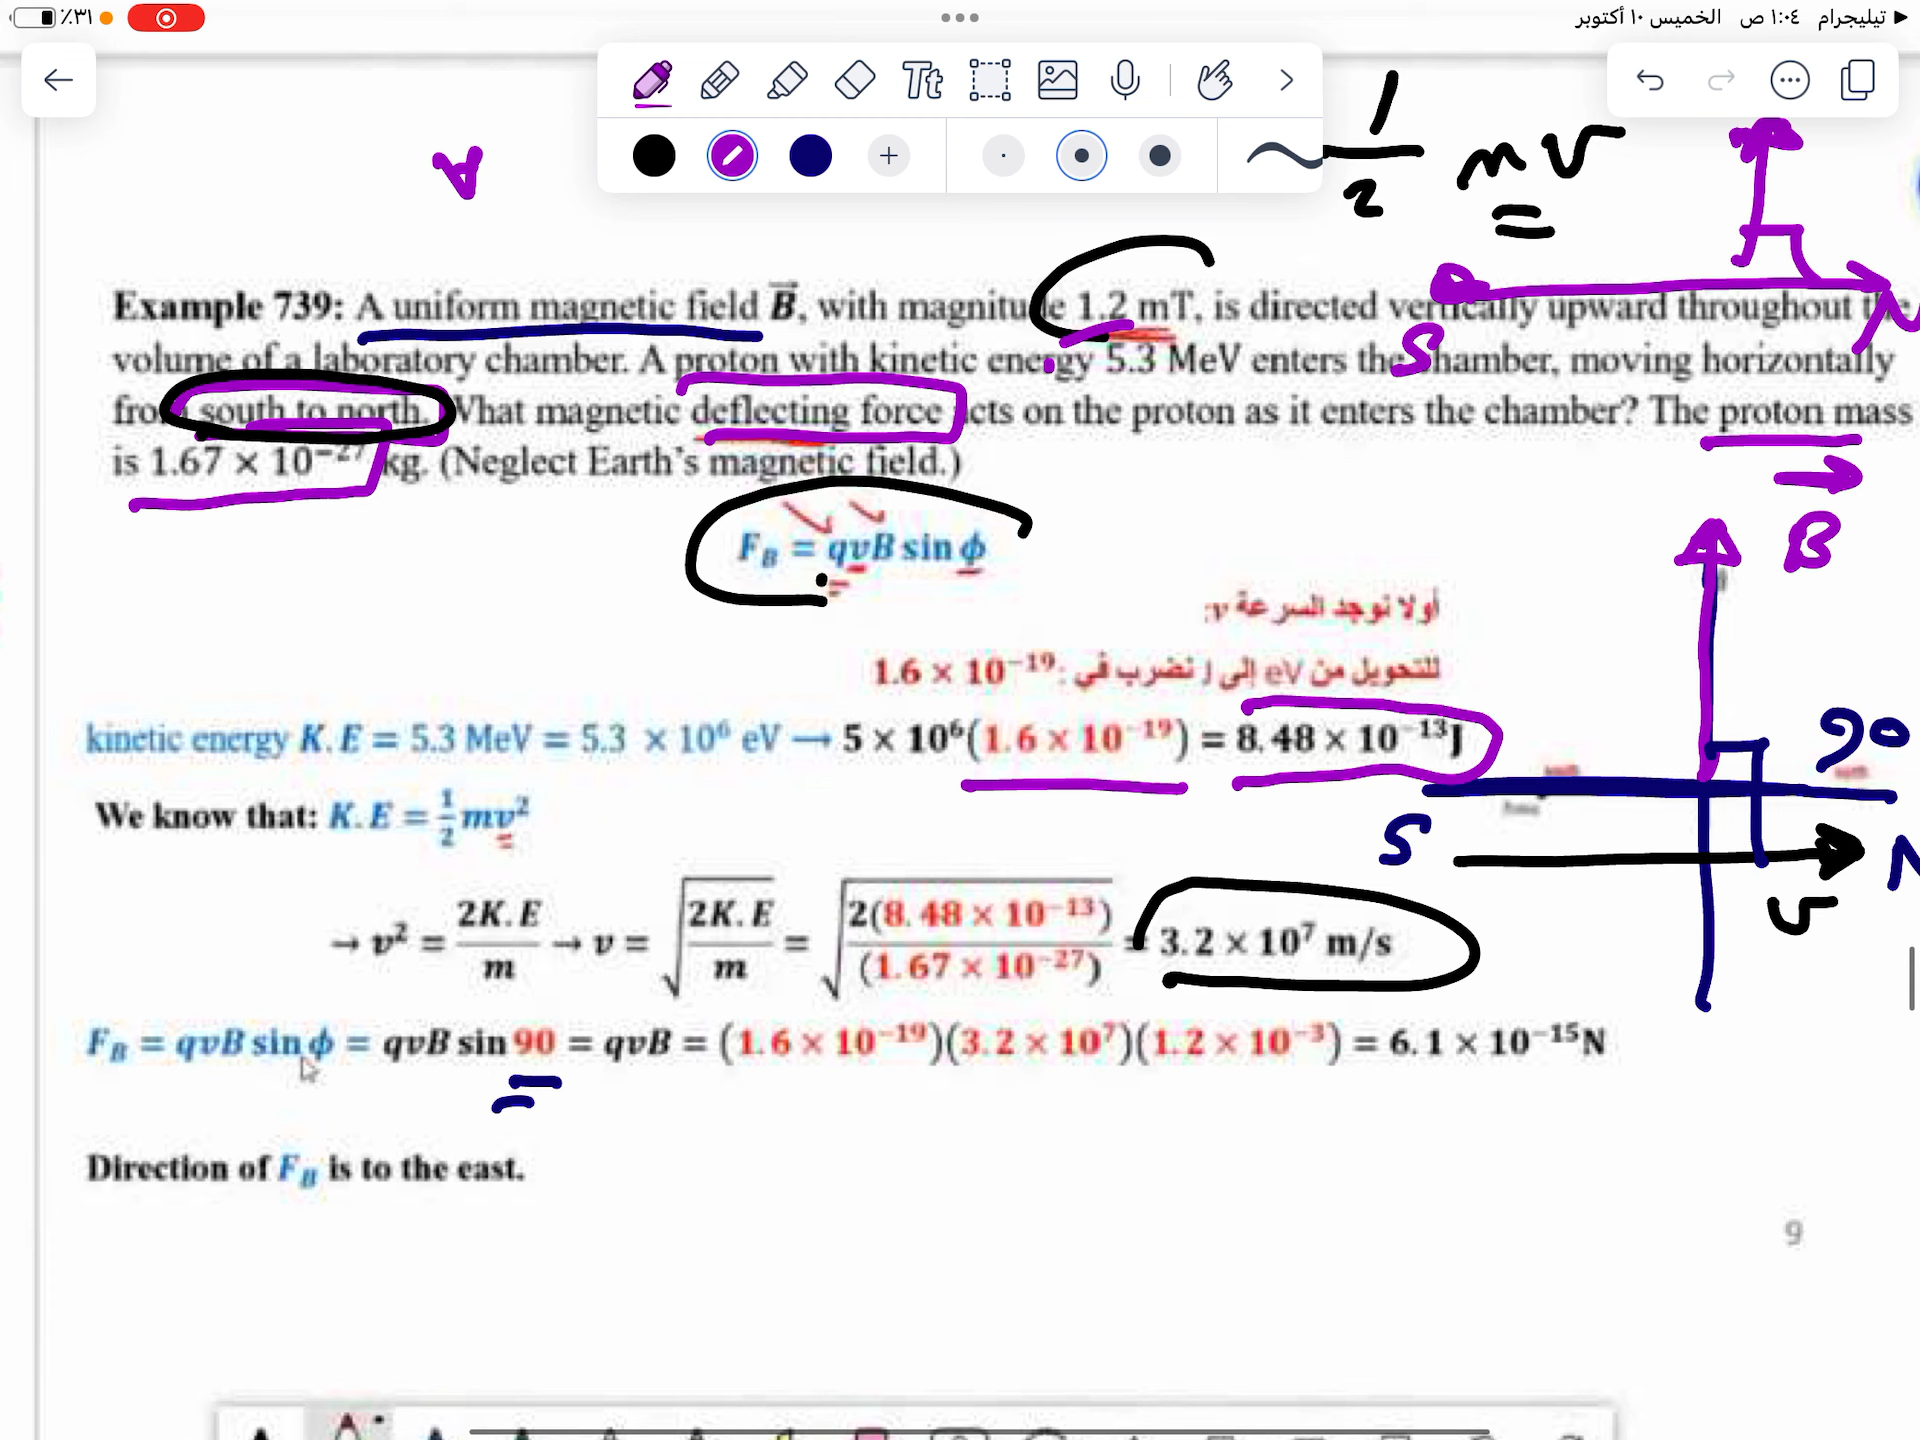 ٪٣١
تيليجرام ١:٠٤ ص الخميس ١٠ أكتوبر
Tt
1/2 mv
Example 739: A uniform magnetic field B, with magnitude 1.2 mT, is directed vertically upward throughout the
volume of a laboratory chamber. A proton with kinetic energy 5.3 MeV enters the chamber, moving horizontally
from south to north. What magnetic deflecting force acts on the proton as it enters the chamber? The proton mass
is 1.67 × 10⁻²⁷ kg. (Neglect Earth's magnetic field.)
S
N
F_B = qvB sin ϕ
B
أولا نوجد السرعة v:
للتحويل من eV إلى J نضرب في: 1.6 × 10⁻¹⁹
kinetic energy K.E = 5.3 MeV = 5.3 × 10⁶ eV → 5 × 10⁶(1.6 × 10⁻¹⁹) = 8.48 × 10⁻¹³J
90
We know that: K.E = 1/2 mv²
S
N
v
→ v² = 2K.E/m → v = √(2K.E/m) = √(2(8.48 × 10⁻¹³)/(1.67 × 10⁻²⁷)) = 3.2 × 10⁷ m/s
F_B = qvB sin ϕ = qvB sin 90 = qvB = (1.6 × 10⁻¹⁹)(3.2 × 10⁷)(1.2 × 10⁻³) = 6.1 × 10⁻¹⁵N
Direction of F_B is to the east.
9